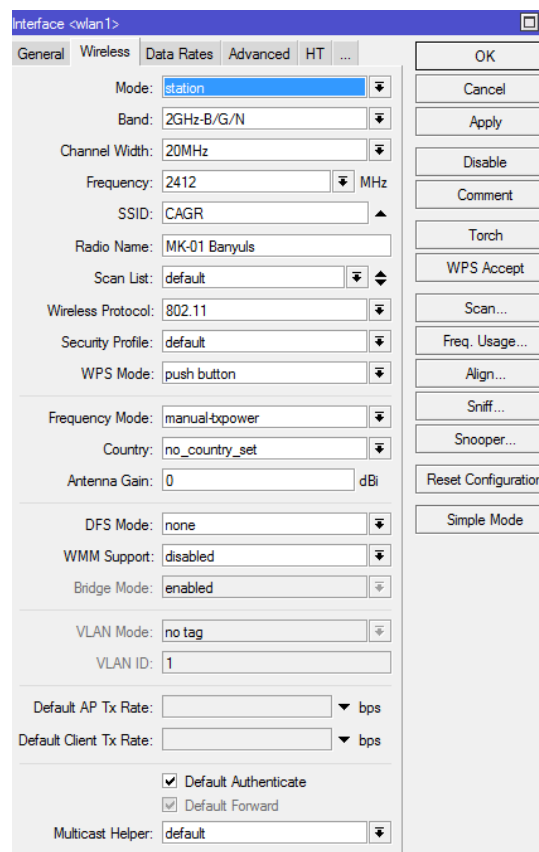 Interface <wlan1>
General Wireless Data Rates Advanced HT ...
Mode: station
Band: 2GHz-B/G/N
Channel Width: 20MHz
Frequency: 2412 MHz
SSID: CAGR
Radio Name: MK-01 Banyuls
Scan List: default
Wireless Protocol: 802.11
Security Profile: default
WPS Mode: push button
Frequency Mode: manual-txpower
Country: no_country_set
Antenna Gain: 0 dBi
DFS Mode: none
WMM Support: disabled
Bridge Mode: enabled
VLAN Mode: no tag
VLAN ID: 1
Default AP Tx Rate: bps
Default Client Tx Rate: bps
Default Authenticate
Default Forward
Multicast Helper: default
OK
Cancel
Apply
Disable
Comment
Torch
WPS Accept
Scan...
Freq. Usage...
Align...
Sniff...
Snooper...
Reset Configuration
Simple Mode